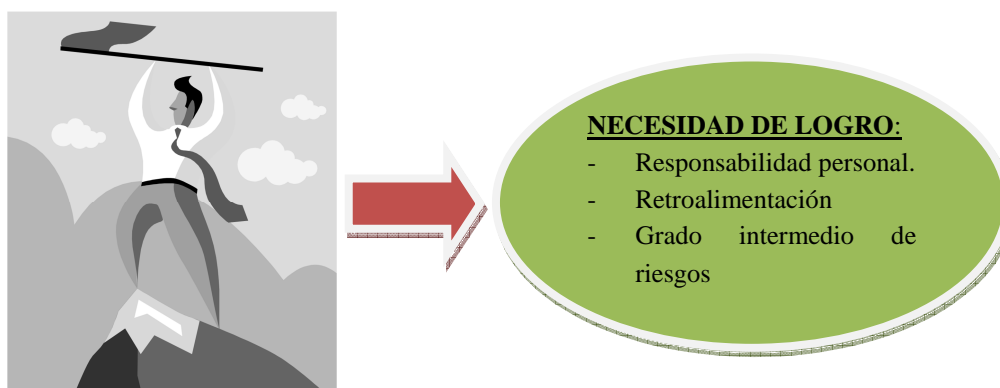 NECESIDAD DE LOGRO:
- Responsabilidad personal.
- Retroalimentación
- Grado intermedio de
riesgos